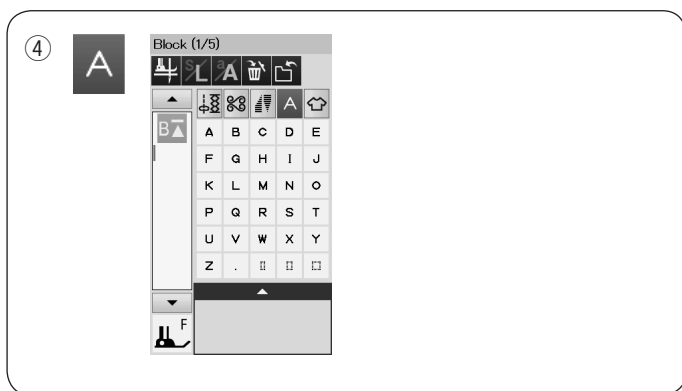 ④
A
Block (1/5)
S/L a/A
A
B
A B C D E
F G H I J
K L M N O
P Q R S T
U V W X Y
Z .
F